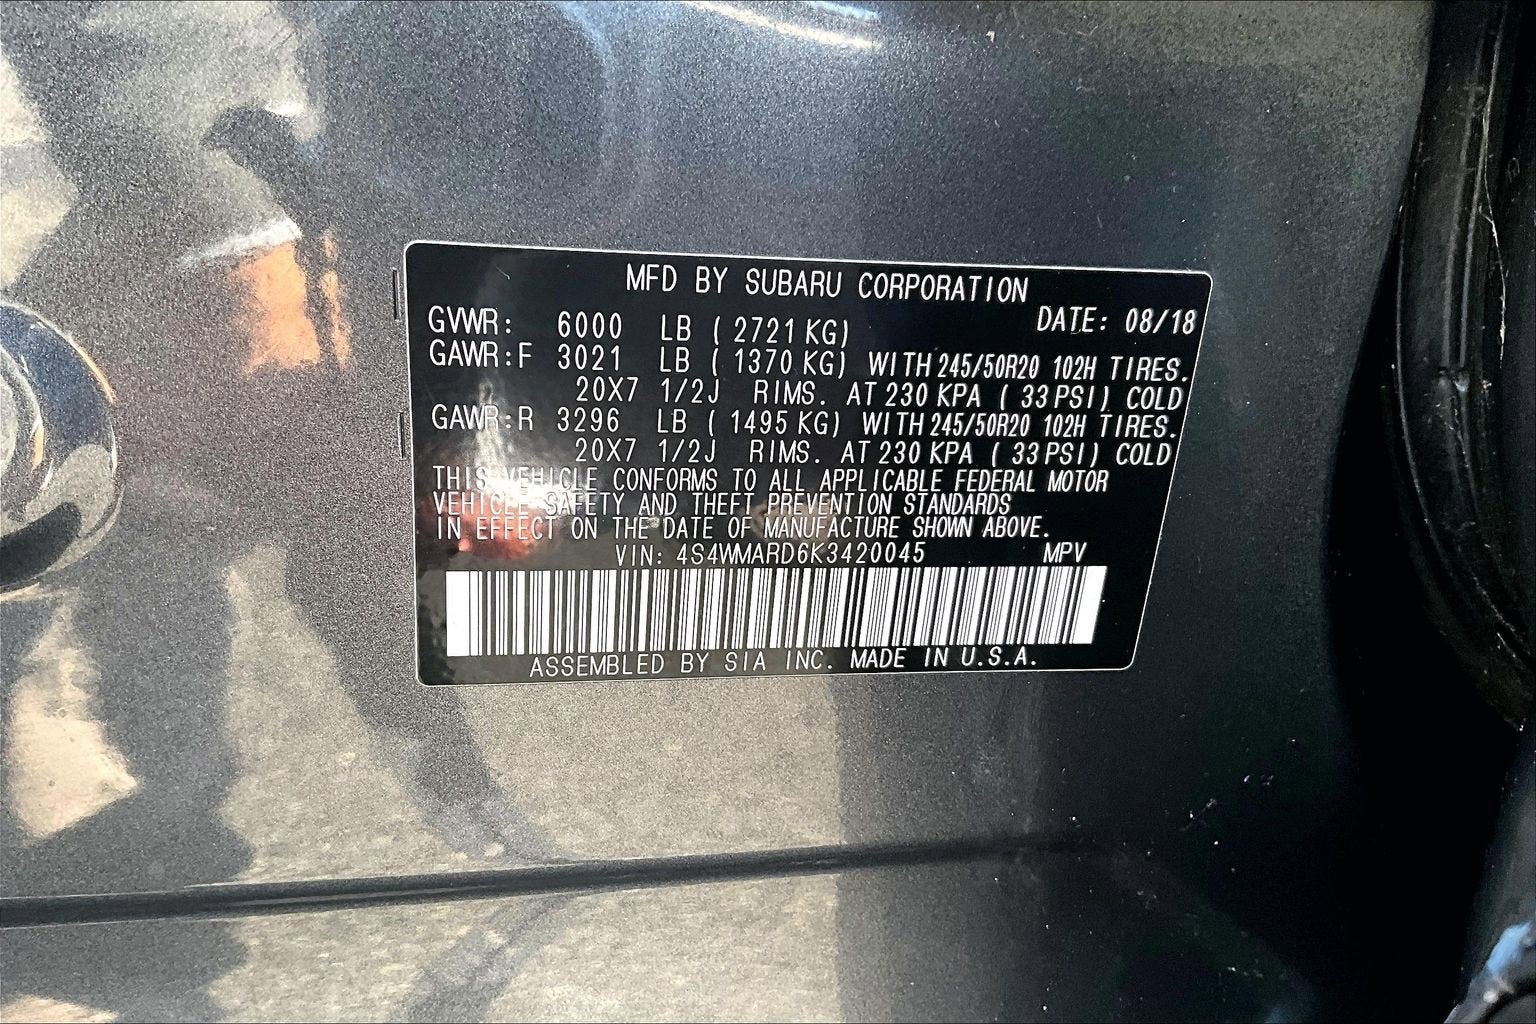 MFD BY SUBARU CORPORATION
GVWR: 6000 LB ( 2721 KG) DATE: 08/18
GAWR:F 3021 LB ( 1370 KG) WITH 245/50R20 102H TIRES.
20X7 1/2J RIMS. AT 230 KPA ( 33 PSI) COLD
GAWR:R 3296 LB ( 1495 KG) WITH 245/50R20 102H TIRES.
20X7 1/2J RIMS. AT 230 KPA ( 33 PSI) COLD
THIS VEHICLE CONFORMS TO ALL APPLICABLE FEDERAL MOTOR
VEHICLE SAFETY AND THEFT PREVENTION STANDARDS
IN EFFECT ON THE DATE OF MANUFACTURE SHOWN ABOVE.
VIN: 4S4WMARD6K3420045 MPV
ASSEMBLED BY SIA INC. MADE IN U.S.A.